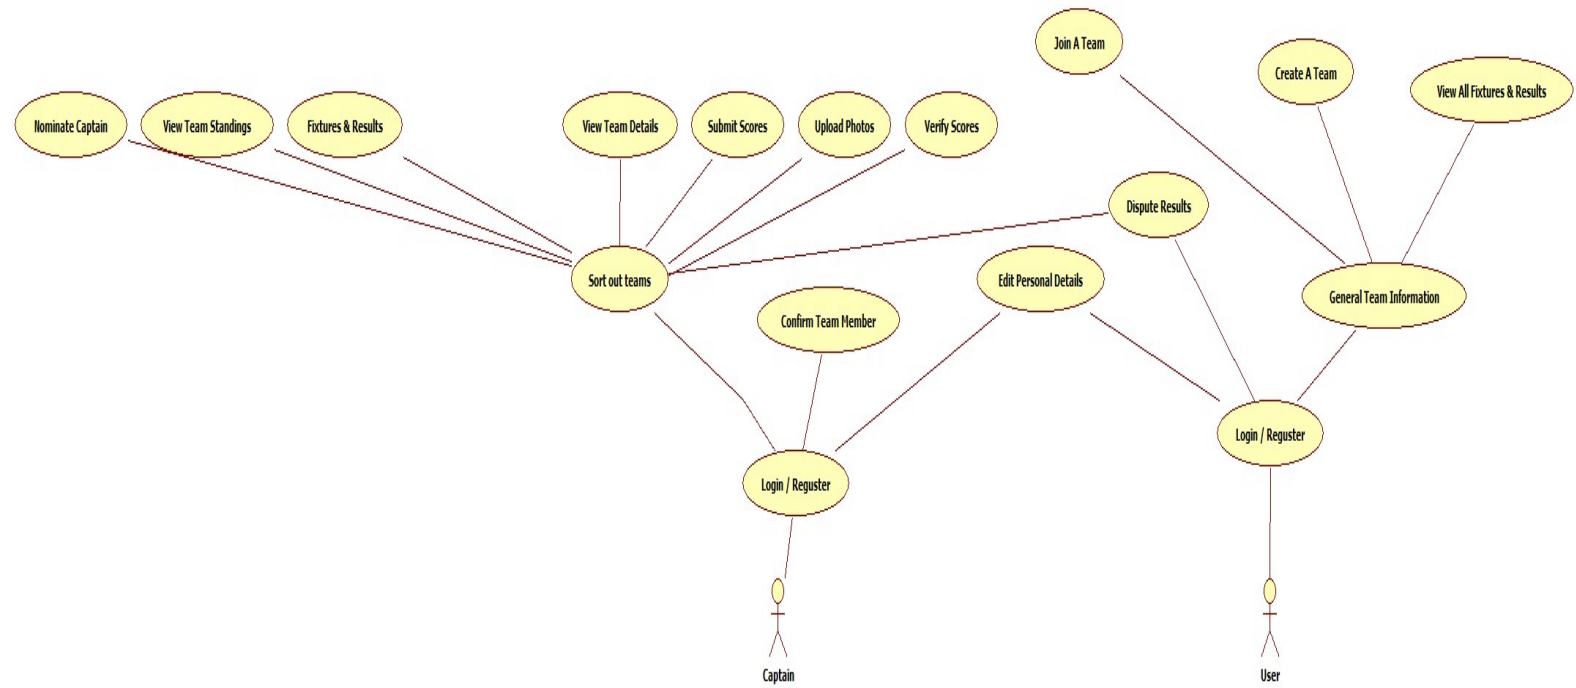 Join A Team
Create A Team
View All Fixtures & Results
Nominate Captain
View Team Standings
Fixtures & Results
View Team Details
Submit Scores
Upload Photos
Verify Scores
Dispute Results
Sort out teams
Edit Personal Details
General Team Information
Confirm Team Member
Login / Reguster
Login / Reguster
Captain
User